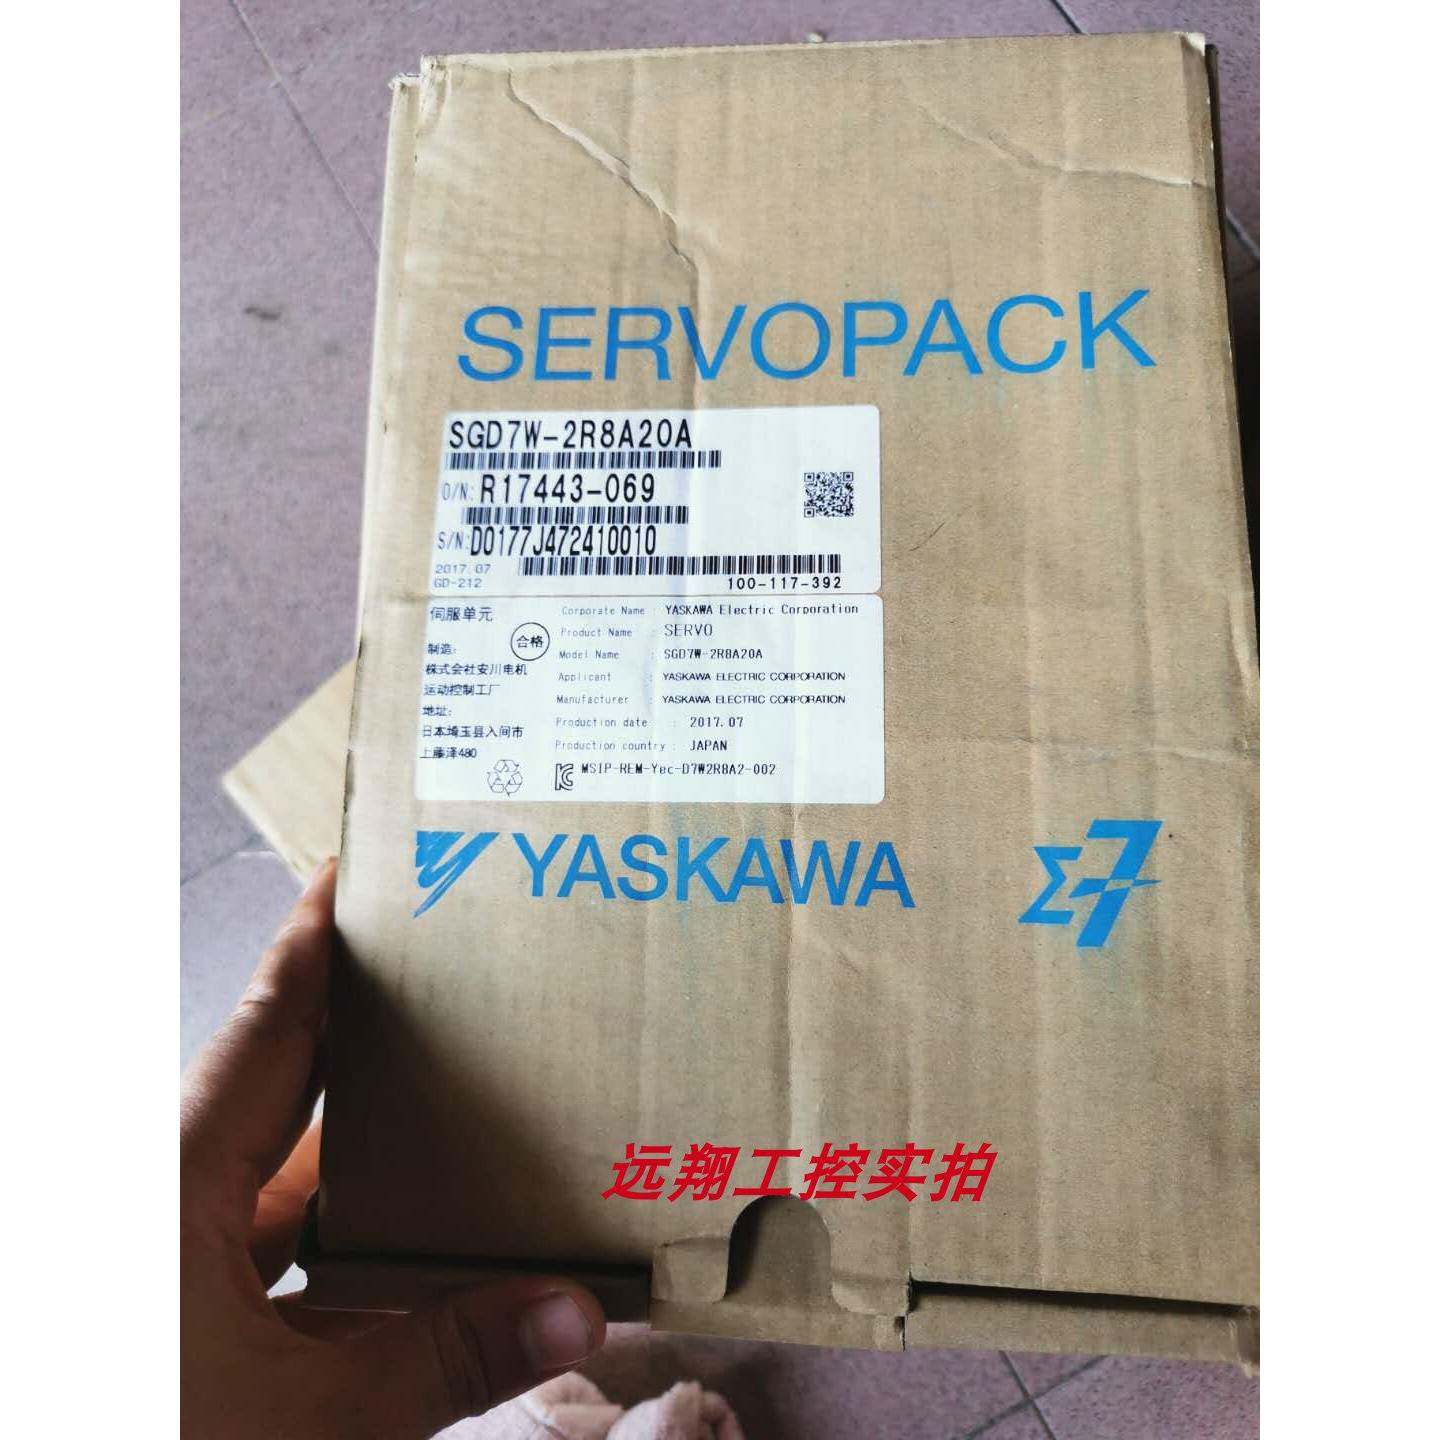 SERVOPACK
SGD7W-2R8A20A
O/N: R17443-069
S/N: D0177J472410010
2017.07
GD-212
100-117-392
伺服单元
合格
制造:
株式会社安川电机
运动控制工厂
地址:
日本埼玉县入间市
上藤泽480
Corporate Name : YASKAWA Electric Corporation
Product Name : SERVO
Model Name : SGD7W-2R8A20A
Applicant : YASKAWA ELECTRIC CORPORATION
Manufacturer : YASKAWA ELECTRIC CORPORATION
Production date : 2017.07
Production country : JAPAN
MSIP-REM-Yec-D7W2R8A2-002
YASKAWA
Σ7
远翔工控实拍